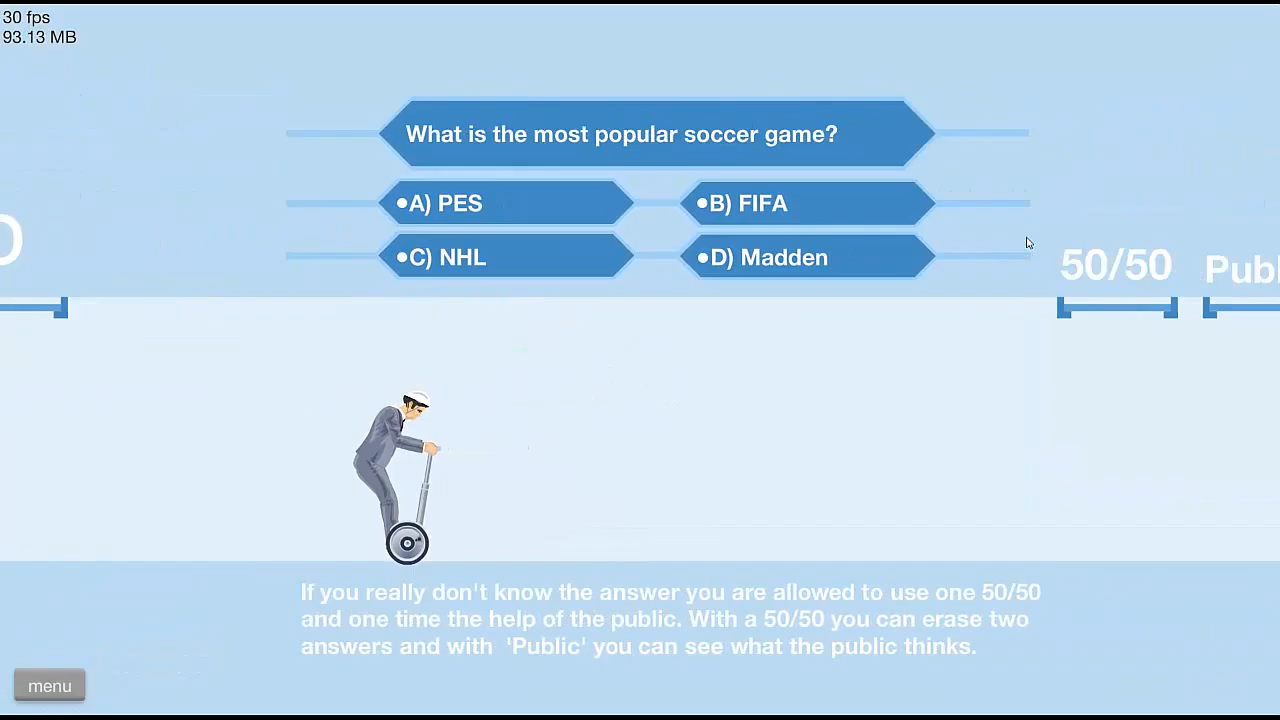 30 fps
93.13 MB
What is the most popular soccer game?
•A) PES
•B) FIFA
•C) NHL
•D) Madden
50/50
Publ
If you really don't know the answer you are allowed to use one 50/50
and one time the help of the public. With a 50/50 you can erase two
answers and with 'Public' you can see what the public thinks.
menu